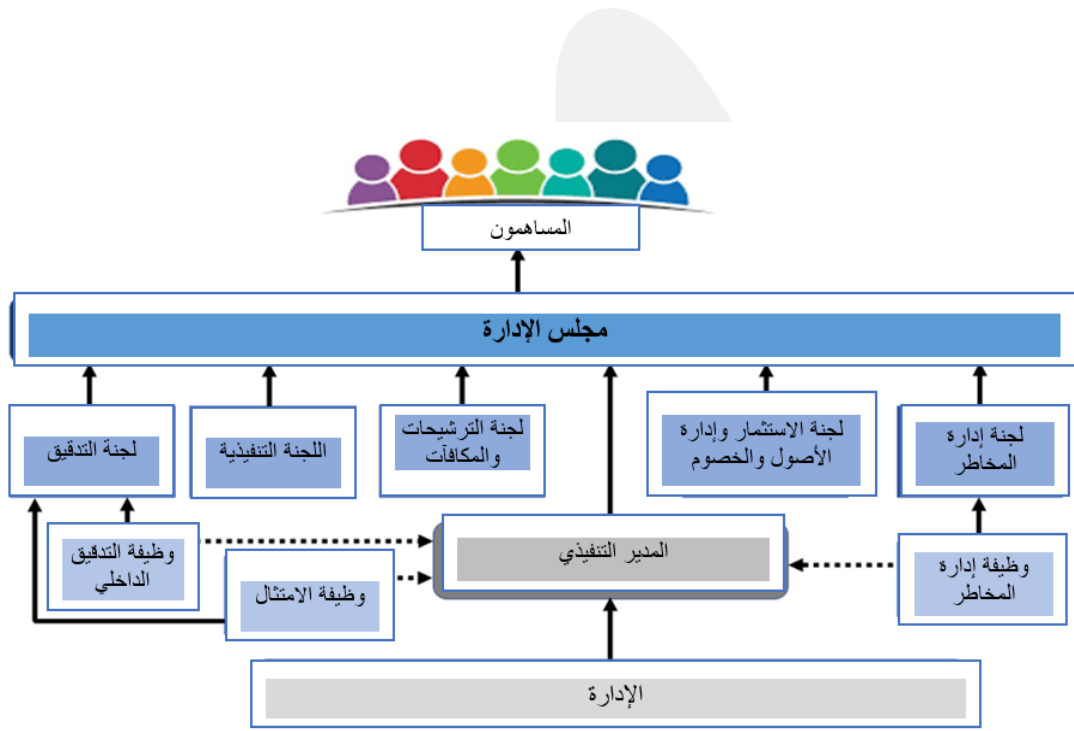 المساهمون
مجلس الإدارة
لجنة إدارة
المخاطر
لجنة الاستثمار وإدارة
الأصول والخصوم
لجنة الترشيحات
والمكافآت
اللجنة التنفيذية
لجنة التدقيق
وظيفة إدارة
المخاطر
المدير التنفيذي
وظيفة الامتثال
وظيفة التدقيق
الداخلي
الإدارة